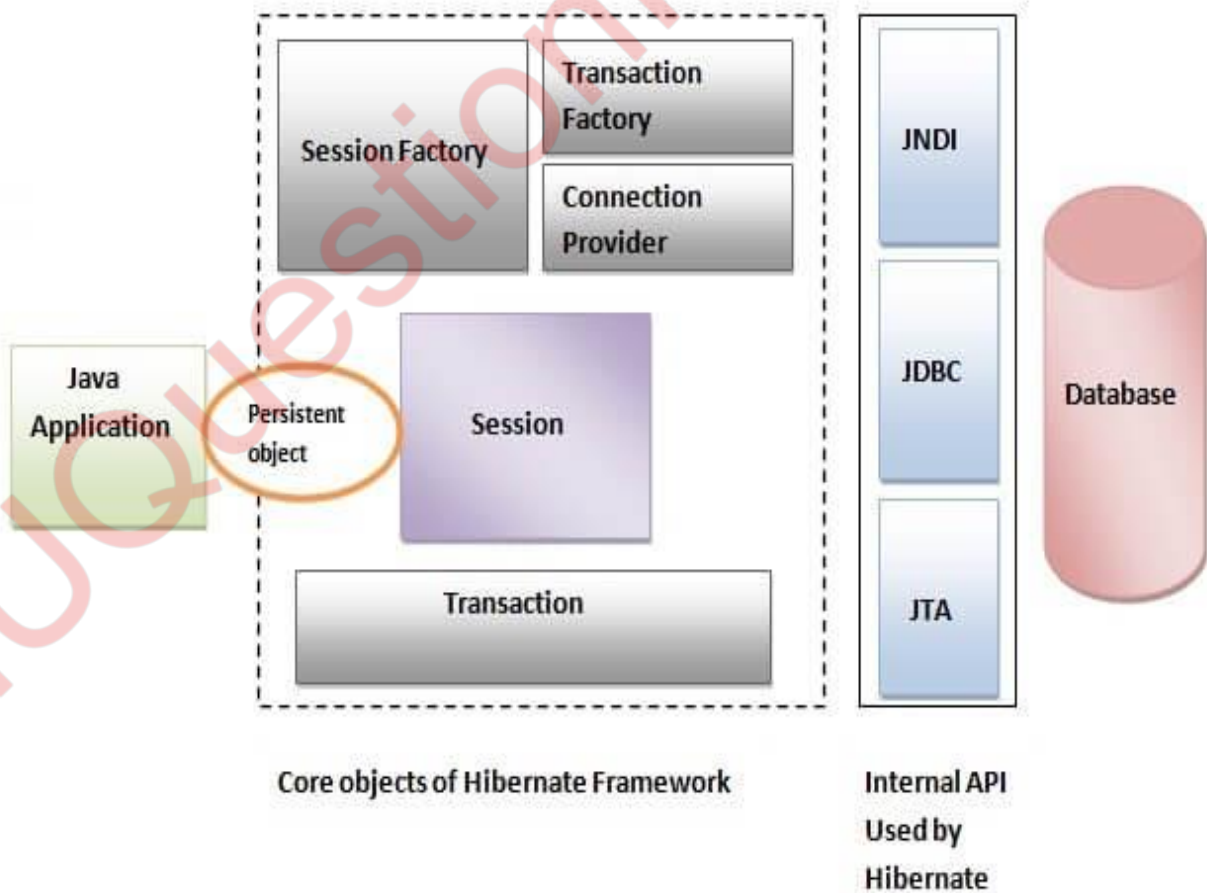 Session Factory
Transaction
Factory
Connection
Provider
Java
Application
Persistent
object
Session
Transaction
JNDI
JDBC
JTA
Database
Core objects of Hibernate Framework
Internal API
Used by
Hibernate
UQuestion